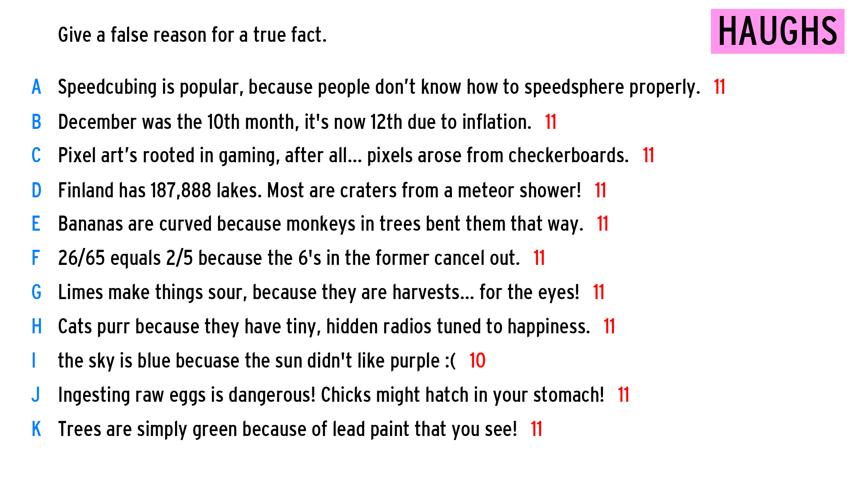 Give a false reason for a true fact.
HAUGHS
A Speedcubing is popular, because people don’t know how to speedsphere properly. 11
B December was the 10th month, it's now 12th due to inflation. 11
C Pixel art’s rooted in gaming, after all... pixels arose from checkerboards. 11
D Finland has 187,888 lakes. Most are craters from a meteor shower! 11
E Bananas are curved because monkeys in trees bent them that way. 11
F 26/65 equals 2/5 because the 6's in the former cancel out. 11
G Limes make things sour, because they are harvests... for the eyes! 11
H Cats purr because they have tiny, hidden radios tuned to happiness. 11
I the sky is blue becuase the sun didn't like purple :( 10
J Ingesting raw eggs is dangerous! Chicks might hatch in your stomach! 11
K Trees are simply green because of lead paint that you see! 11